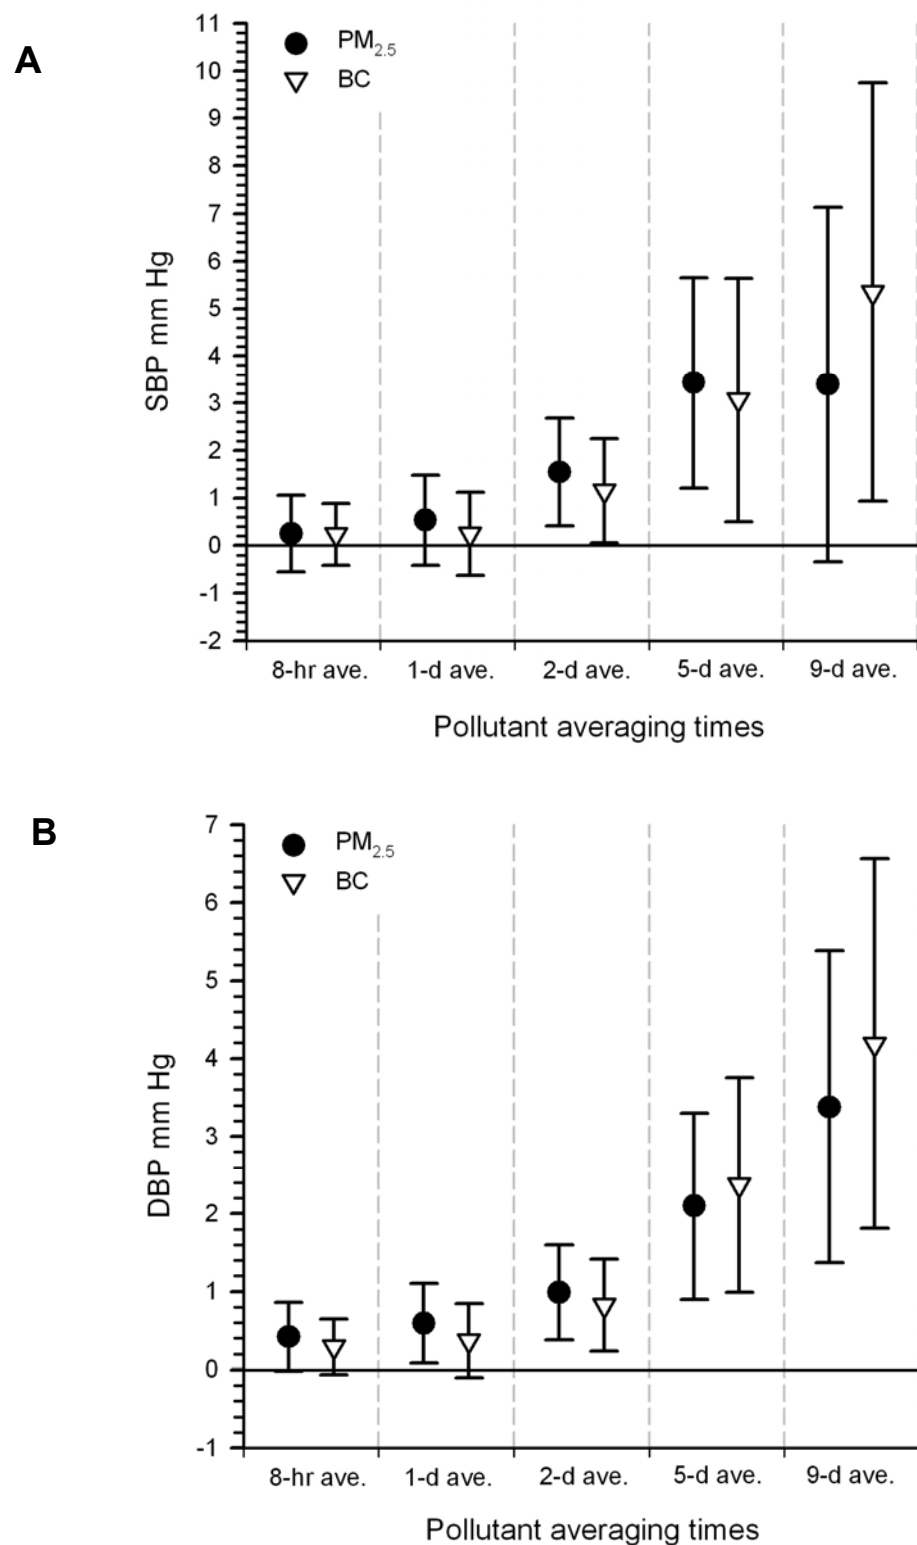 A
PM2.5
BC
11
10
9
8
7
6
5
4
3
2
1
0
-1
-2
SBP mm Hg
8-hr ave. 1-d ave. 2-d ave. 5-d ave. 9-d ave.
Pollutant averaging times
B
PM2.5
BC
7
6
5
4
3
2
1
0
-1
DBP mm Hg
8-hr ave. 1-d ave. 2-d ave. 5-d ave. 9-d ave.
Pollutant averaging times